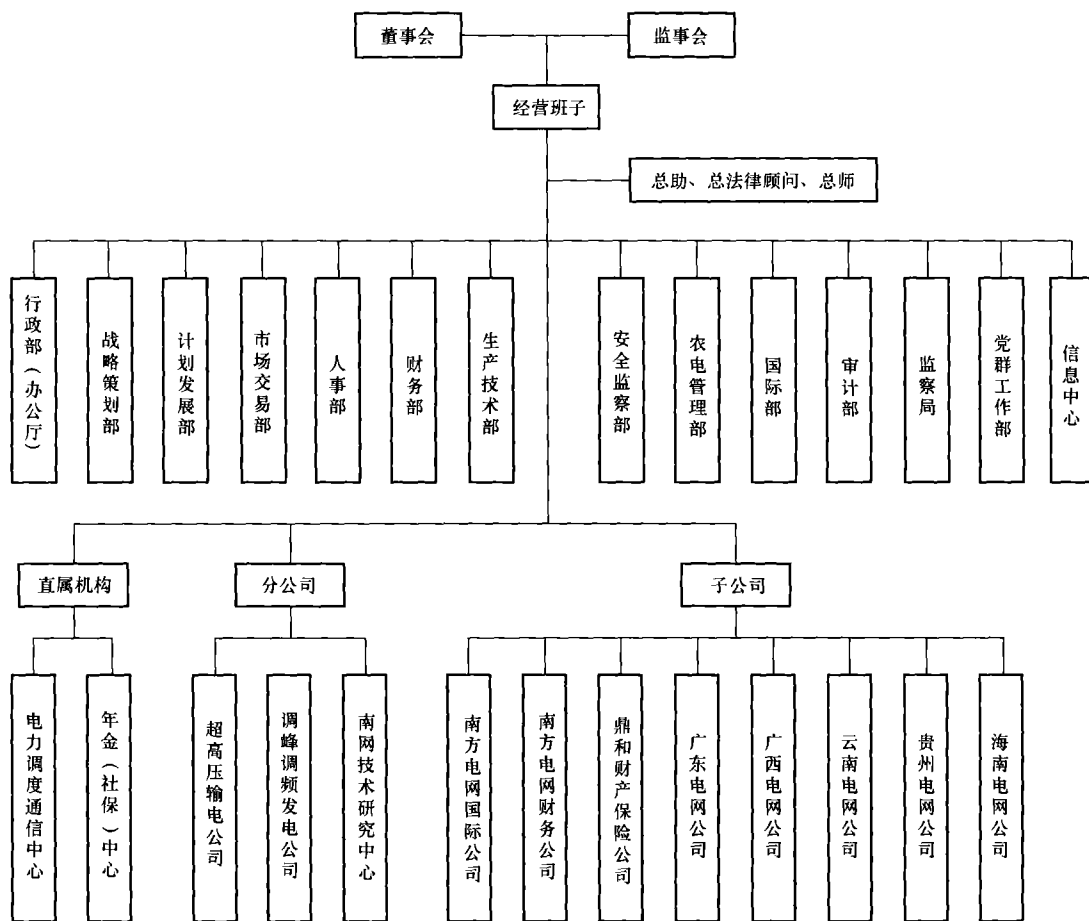 董事会
监事会
经营班子
总助、总法律顾问、总师
行政部（办公厅）
战略策划部
计划发展部
市场交易部
人事部
财务部
生产技术部
安全监察部
农电管理部
国际部
审计部
监察局
党群工作部
信息中心
直属机构
分公司
子公司
电力调度通信中心
年金（社保）中心
超高压输电公司
调峰调频发电公司
南网技术研究中心
南方电网国际公司
南方电网财务公司
鼎和财产保险公司
广东电网公司
广西电网公司
云南电网公司
贵州电网公司
海南电网公司